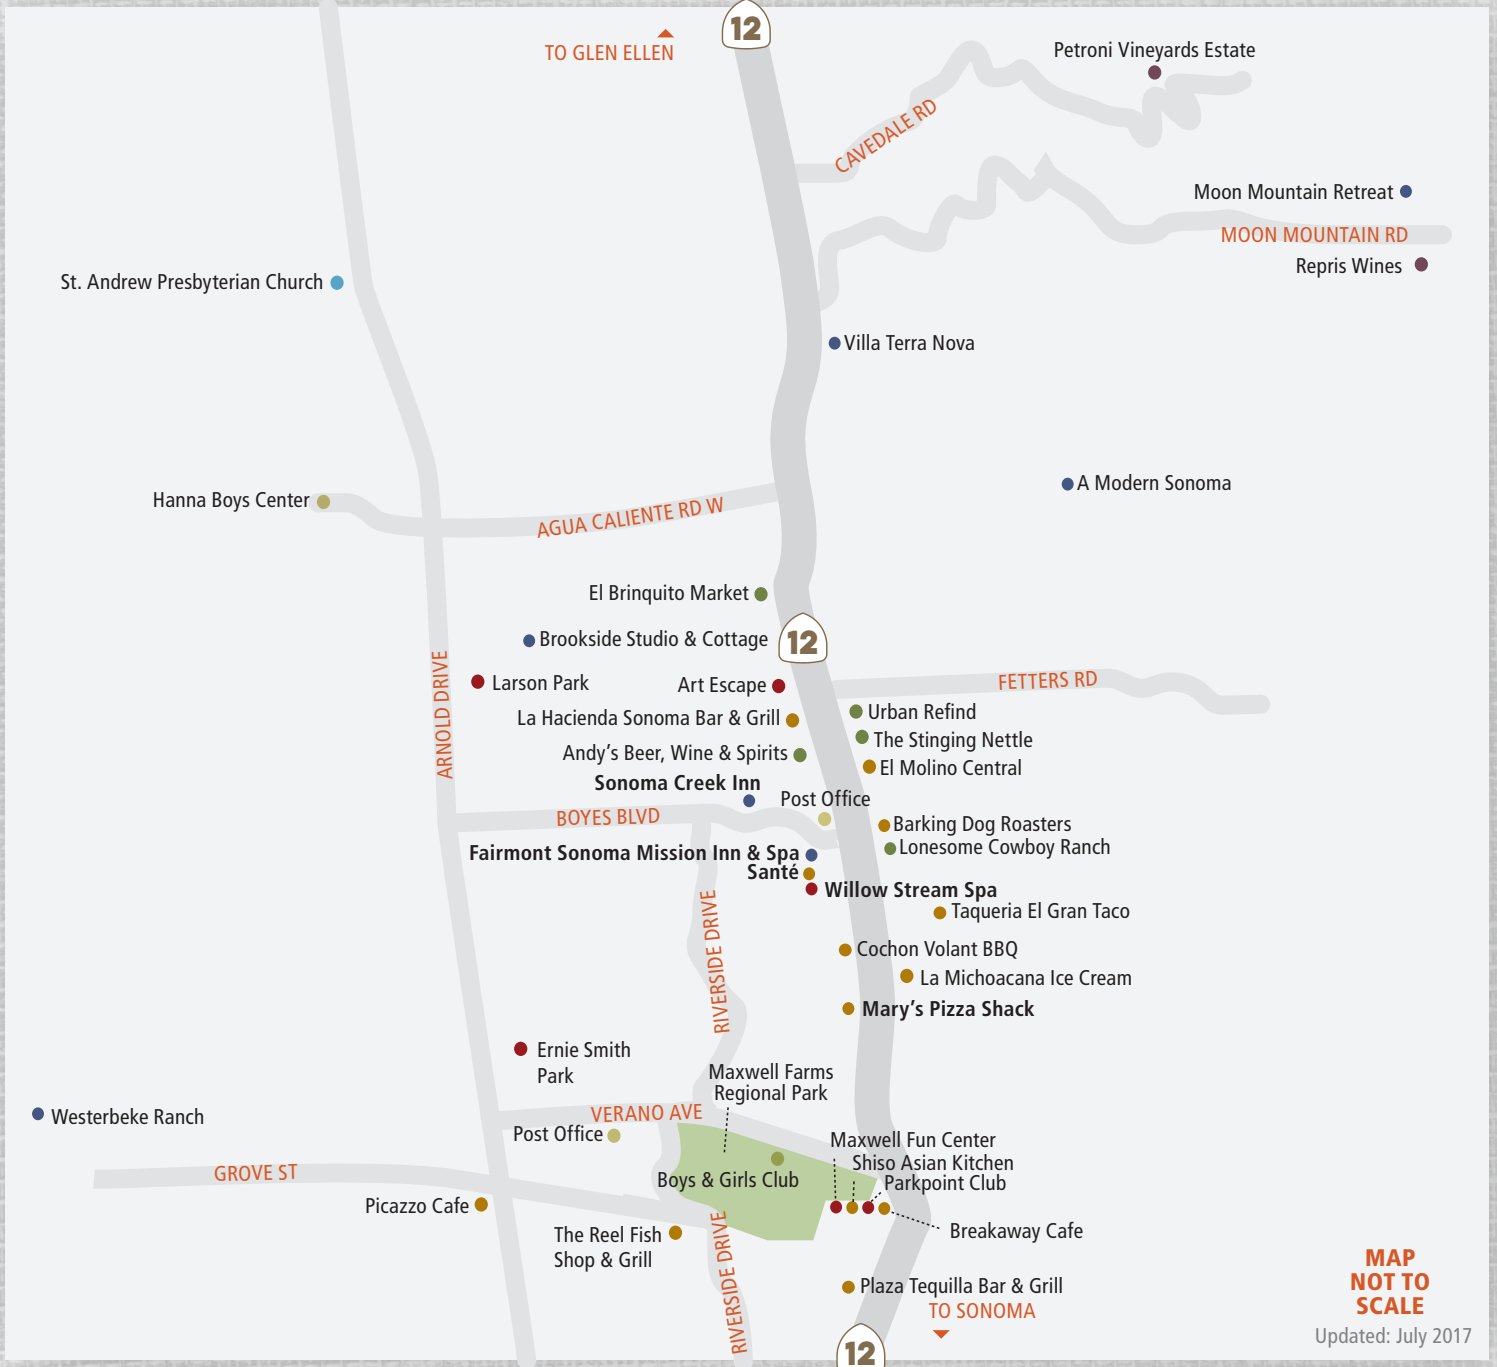 12
TO GLEN ELLEN
Petroni Vineyards Estate
CAVEDALE RD
Moon Mountain Retreat
MOON MOUNTAIN RD
Repris Wines
St. Andrew Presbyterian Church
Villa Terra Nova
A Modern Sonoma
Hanna Boys Center
AGUA CALIENTE RD W
El Brinquito Market
Brookside Studio & Cottage
12
Larson Park
Art Escape
FETTERS RD
ARNOLD DRIVE
La Hacienda Sonoma Bar & Grill
Urban Refind
The Stinging Nettle
Andy's Beer, Wine & Spirits
El Molino Central
Sonoma Creek Inn
Post Office
BOYES BLVD
Barking Dog Roasters
Lonesome Cowboy Ranch
Fairmont Sonoma Mission Inn & Spa
Santé
Willow Stream Spa
Taqueria El Gran Taco
RIVERSIDE DRIVE
Cochon Volant BBQ
La Michoacana Ice Cream
Mary's Pizza Shack
Ernie Smith
Park
Maxwell Farms
Regional Park
Westerbeke Ranch
VERANO AVE
Post Office
Maxwell Fun Center
Shiso Asian Kitchen
Parkpoint Club
GROVE ST
Boys & Girls Club
Picazzo Cafe
Breakaway Cafe
The Reel Fish
Shop & Grill
RIVERSIDE DRIVE
Plaza Tequilla Bar & Grill
TO SONOMA
12
MAP
NOT TO
SCALE
Updated: July 2017